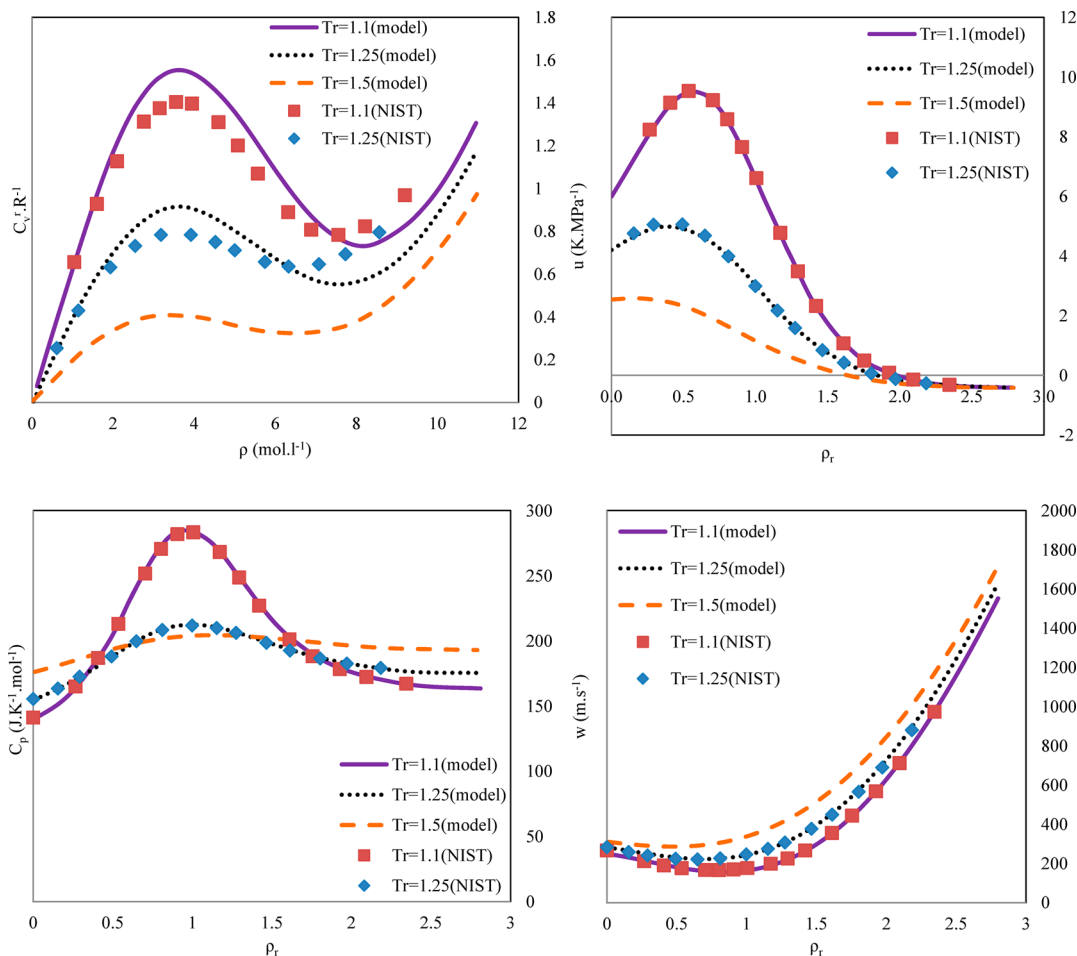 Tr=1.1(model)
Tr=1.25(model)
Tr=1.5(model)
Tr=1.1(NIST)
Tr=1.25(NIST)
1.8
1.6
1.4
1.2
1
0.8
0.6
0.4
0.2
0
0 2 4 6 8 10 12
ρ (mol.l⁻¹)
Cᵥʳ.R⁻¹
Tr=1.1(model)
Tr=1.25(model)
Tr=1.5(model)
Tr=1.1(NIST)
Tr=1.25(NIST)
12
10
8
6
4
2
0
-2
0.0 0.5 1.0 1.5 2.0 2.5 3.0
ρᵣ
u (K.MPa⁻¹)
300
250
200
150
100
50
0
Tr=1.1(model)
Tr=1.25(model)
Tr=1.5(model)
Tr=1.1(NIST)
Tr=1.25(NIST)
0 0.5 1 1.5 2 2.5 3
ρᵣ
Cₚ (J.K⁻¹.mol⁻¹)
Tr=1.1(model)
Tr=1.25(model)
Tr=1.5(model)
Tr=1.1(NIST)
Tr=1.25(NIST)
2000
1800
1600
1400
1200
1000
800
600
400
200
0
0 0.5 1 1.5 2 2.5 3
ρᵣ
w (m.s⁻¹)